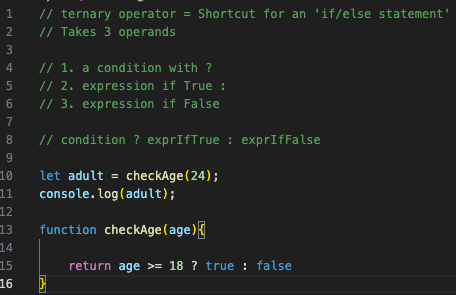 1 // ternary operator = Shortcut for an 'if/else statement'
2 // Takes 3 operands
3
4 // 1. a condition with ?
5 // 2. expression if True :
6 // 3. expression if False
7
8 // condition ? exprIfTrue : exprIfFalse
9
10 let adult = checkAge(24);
11 console.log(adult);
12
13 function checkAge(age){
14
15 return age >= 18 ? true : false
16 }